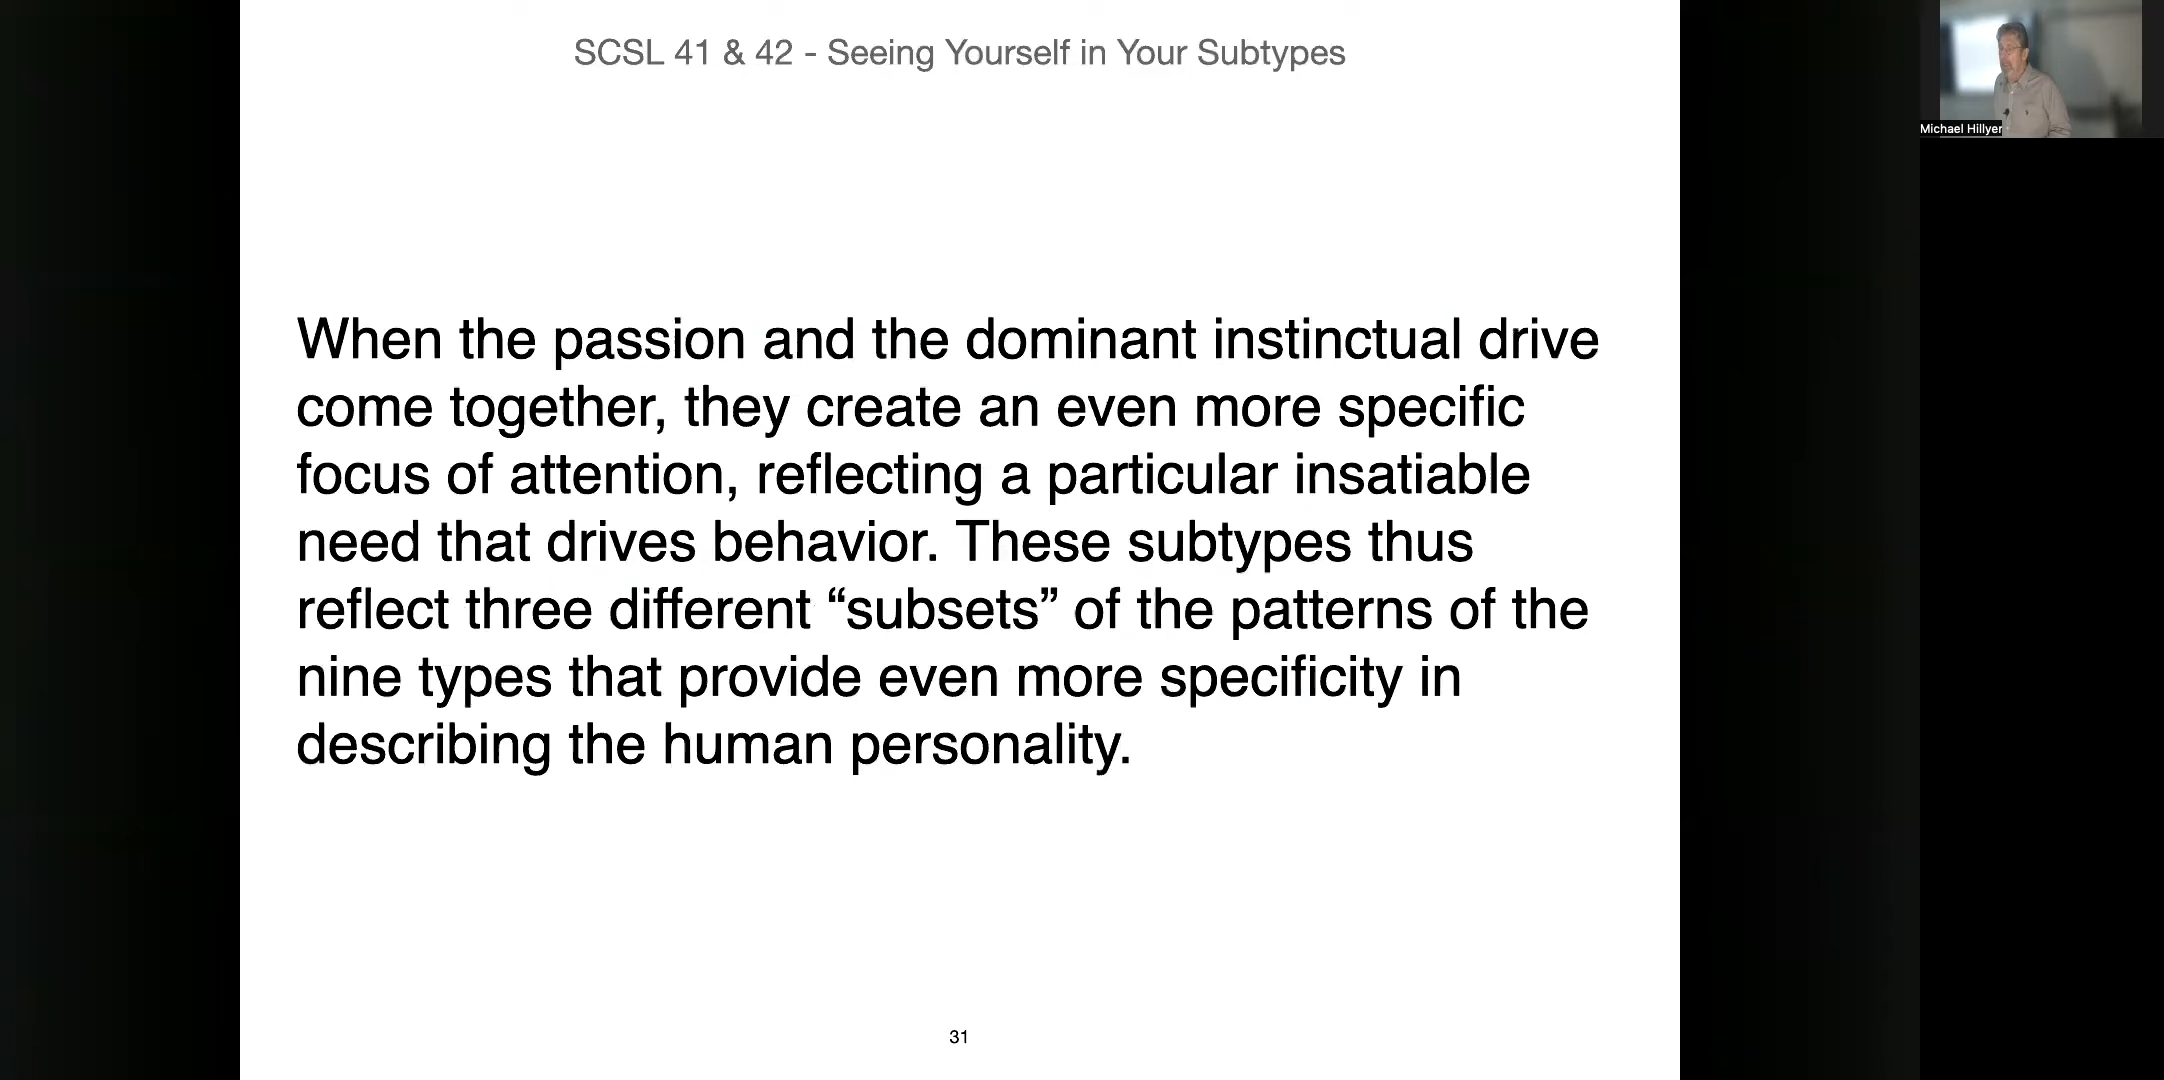 SCSL 41 & 42 - Seeing Yourself in Your Subtypes
Michael Hillyer
When the passion and the dominant instinctual drive
come together, they create an even more specific
focus of attention, reflecting a particular insatiable
need that drives behavior. These subtypes thus
reflect three different “subsets” of the patterns of the
nine types that provide even more specificity in
describing the human personality.
31